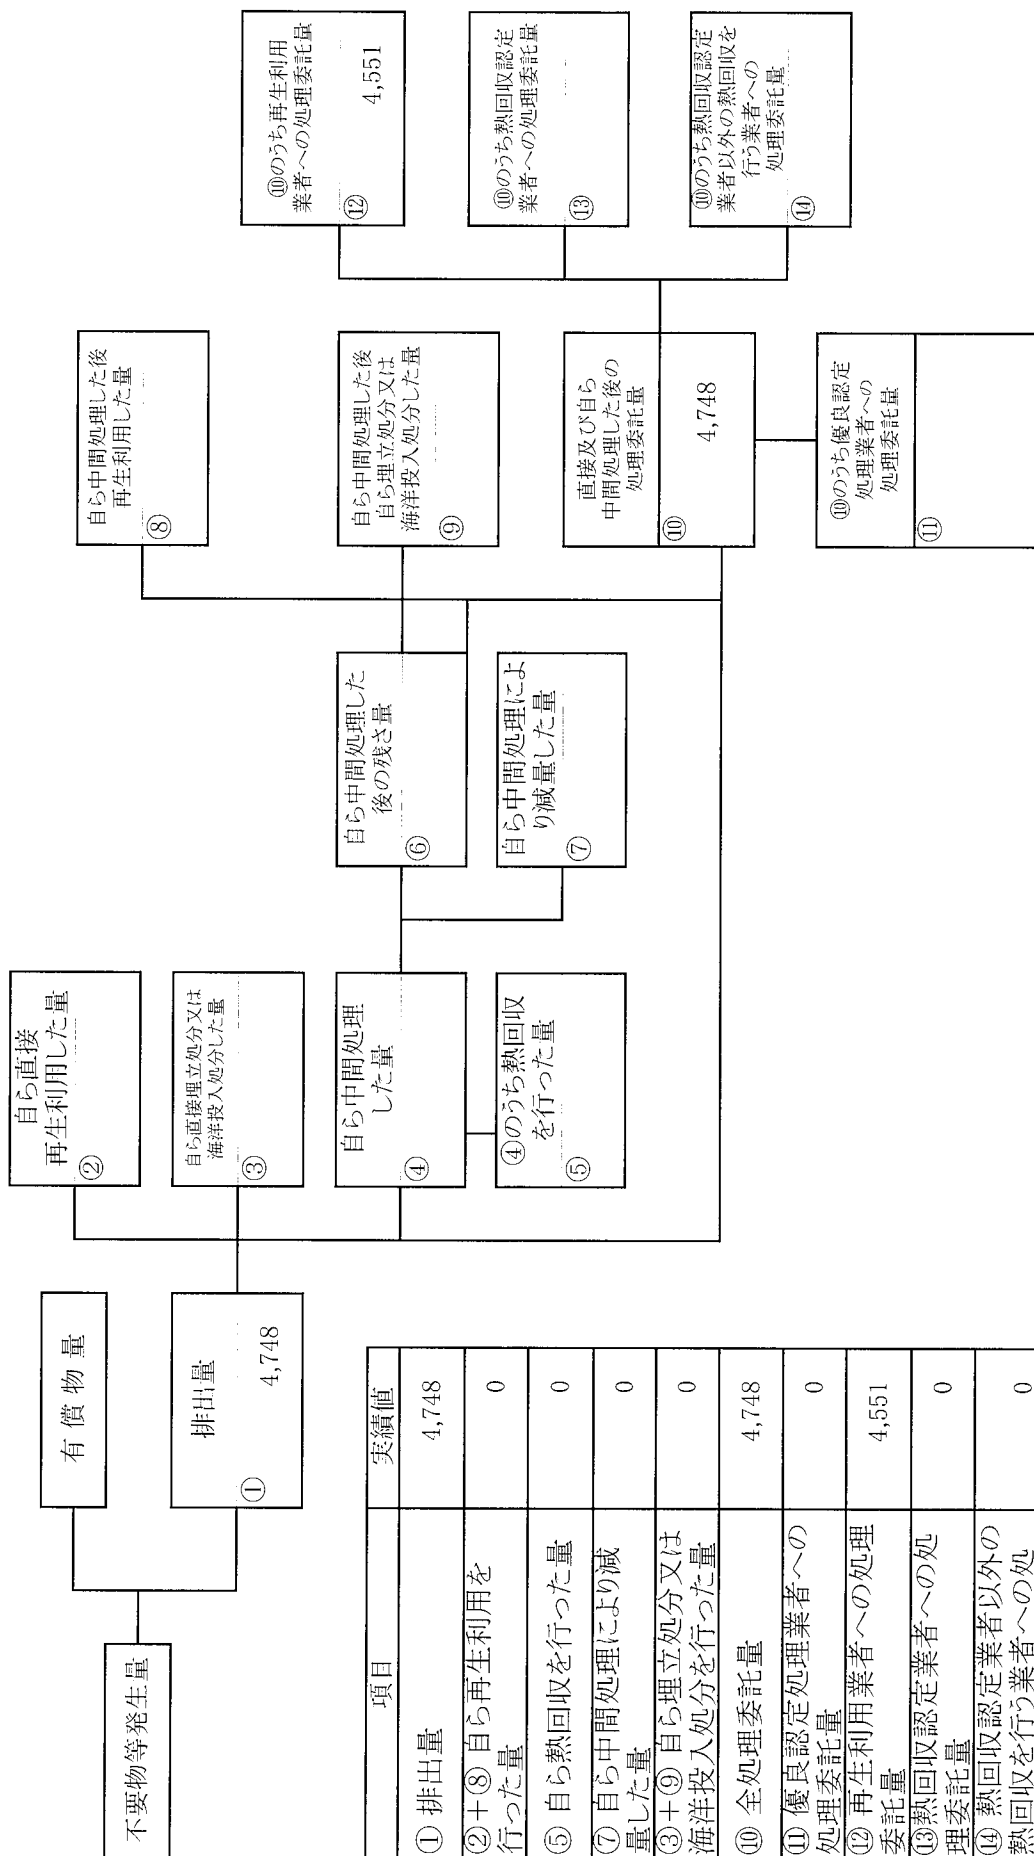 不要物等発生量
有償物量
排出量
①
4,748
自ら直接
再生利用した量
②
自ら直接埋立処分又は
海洋投入処分した量
③
自ら中間処理
した量
④
④のうち熱回収
を行った量
⑤
自ら中間処理した
後の残さ量
⑥
自ら中間処理によ
り減量した量
⑦
自ら中間処理した後
再生利用した量
⑧
自ら中間処理した後
自ら埋立処分又は
海洋投入処分した量
⑨
直接及び自ら
中間処理した後の
処理委託量
⑩
4,748
⑩のうち優良認定
処理業者への
処理委託量
⑪
⑩のうち再生利用
業者への処理委託量
⑫
4,551
⑩のうち熱回収認定
業者への処理委託量
⑬
⑩のうち熱回収認定
業者以外の熱回収を
行う業者への
処理委託量
⑭
項目 実績値
① 排出量 4,748
②+⑧ 自ら再生利用を
行った量 0
⑤ 自ら熱回収を行った量 0
⑦ 自ら中間処理により減
量した量 0
③+⑨ 自ら埋立処分又は
海洋投入処分を行った量 0
⑩ 全処理委託量 4,748
⑪ 優良認定処理業者への
処理委託量 0
⑫ 再生利用業者への処理
委託量 4,551
⑬熱回収認定業者への処
理委託量 0
⑭ 熱回収認定業者以外の
熱回収を行う業者への処 0